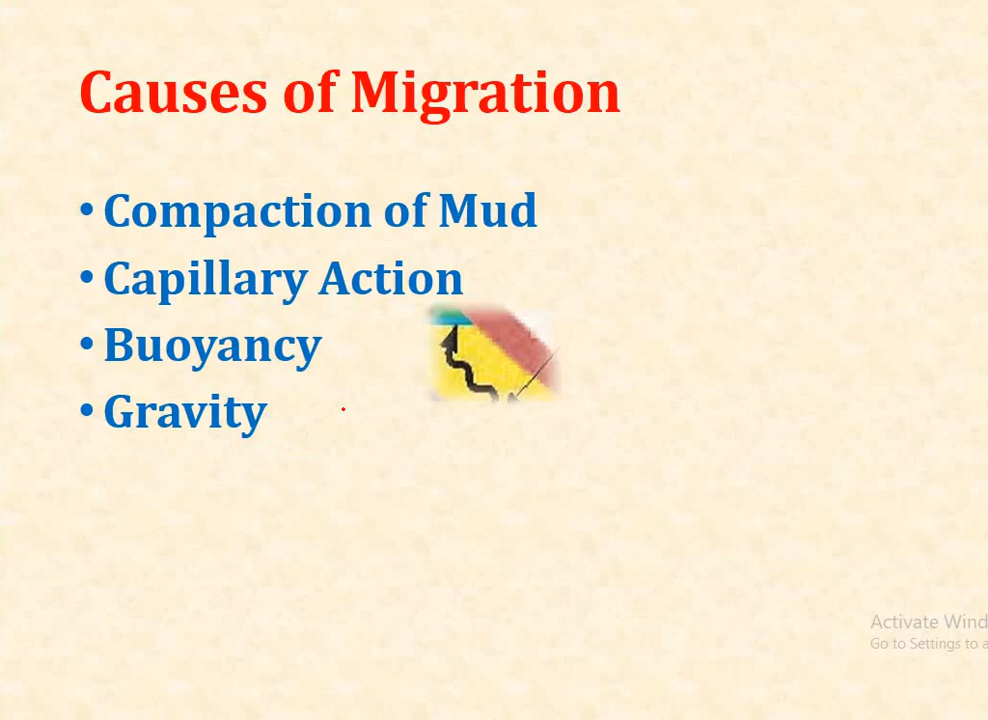 Causes of Migration
• Compaction of Mud
• Capillary Action
• Buoyancy
• Gravity
Activate Wind
Go to Settings to a